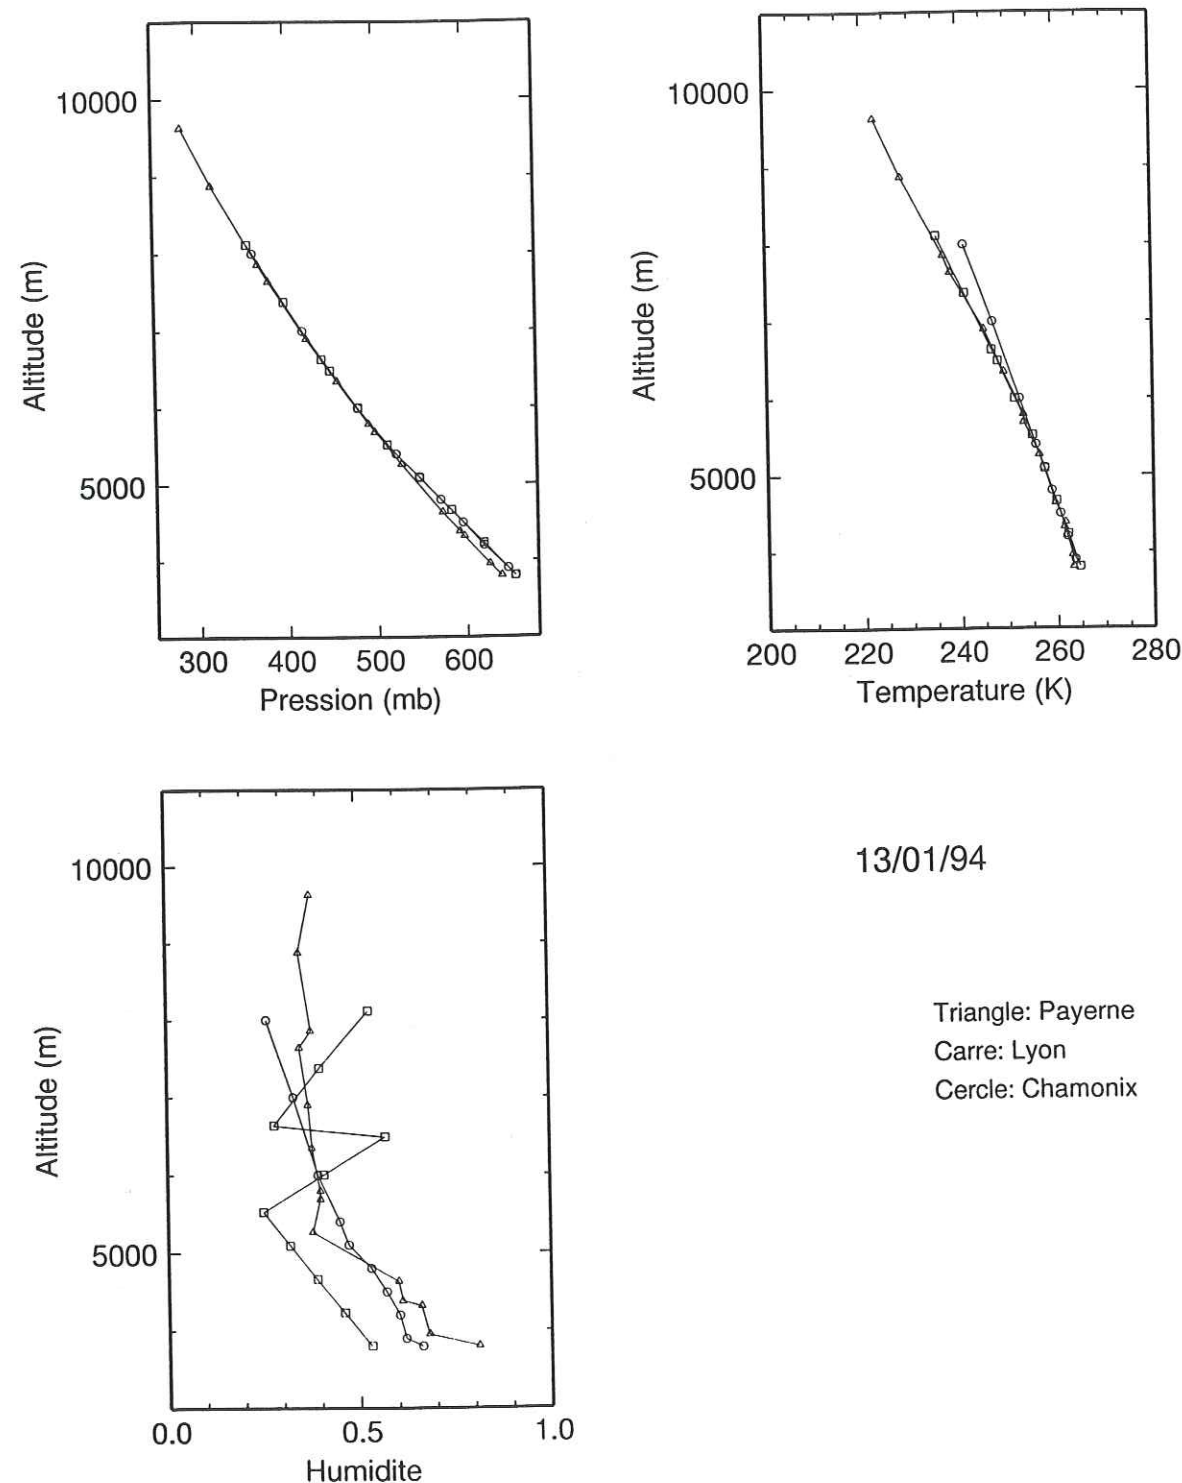 10000
5000
Altitude (m)
300 400 500 600
Pression (mb)
10000
5000
Altitude (m)
200 220 240 260 280
Temperature (K)
10000
5000
Altitude (m)
0.0 0.5 1.0
Humidite
13/01/94
Triangle: Payerne
Carre: Lyon
Cercle: Chamonix